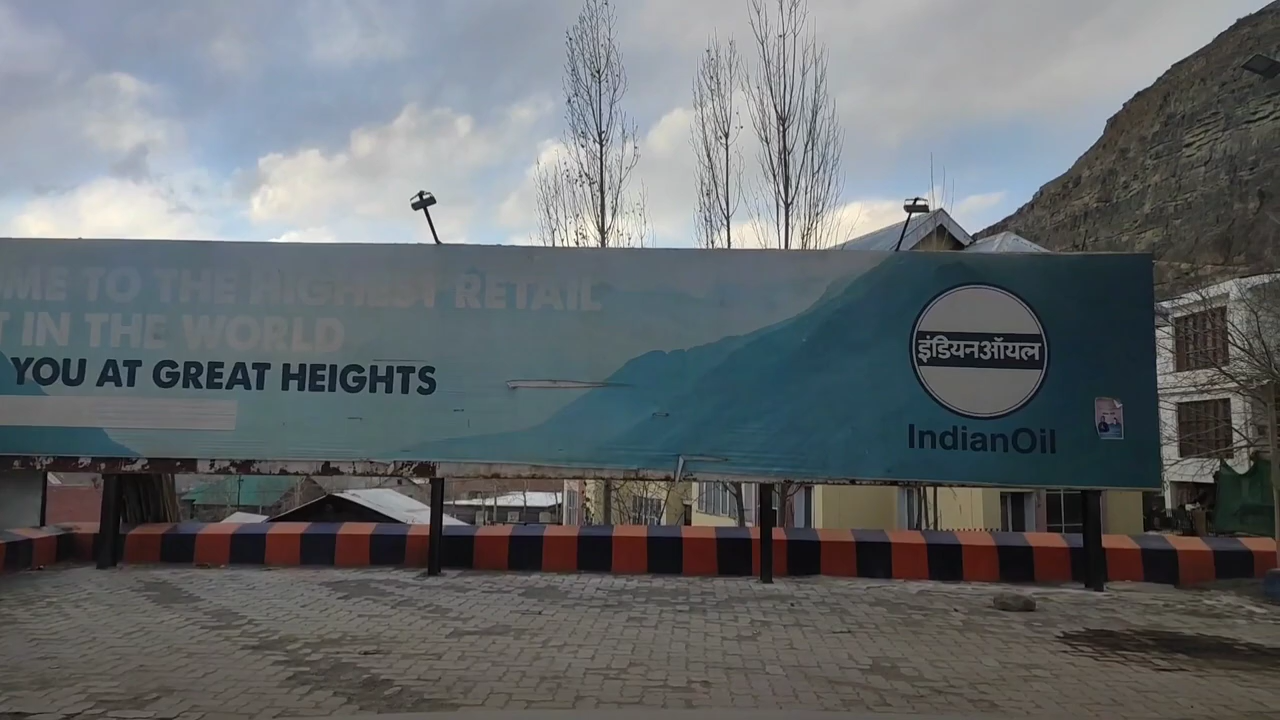 ME TO THE HIGHEST RETAIL
T IN THE WORLD
YOU AT GREAT HEIGHTS
इंडियनऑयल
IndianOil